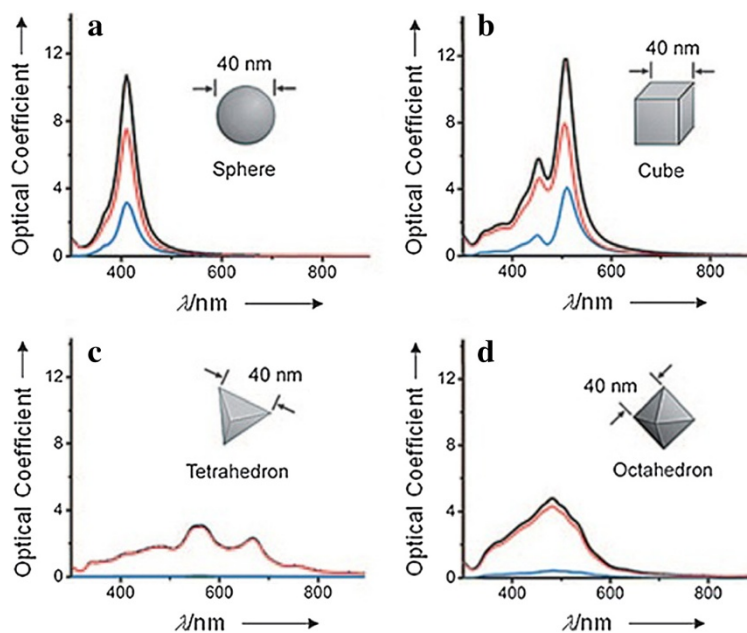 a
Optical Coefficient
12
8
4
0
40 nm
Sphere
400 600 800
λ/nm
b
Optical Coefficient
12
8
4
0
40 nm
Cube
400 600 800
λ/nm
c
Optical Coefficient
12
8
4
0
40 nm
Tetrahedron
400 600 800
λ/nm
d
Optical Coefficient
12
8
4
0
40 nm
Octahedron
400 600 800
λ/nm